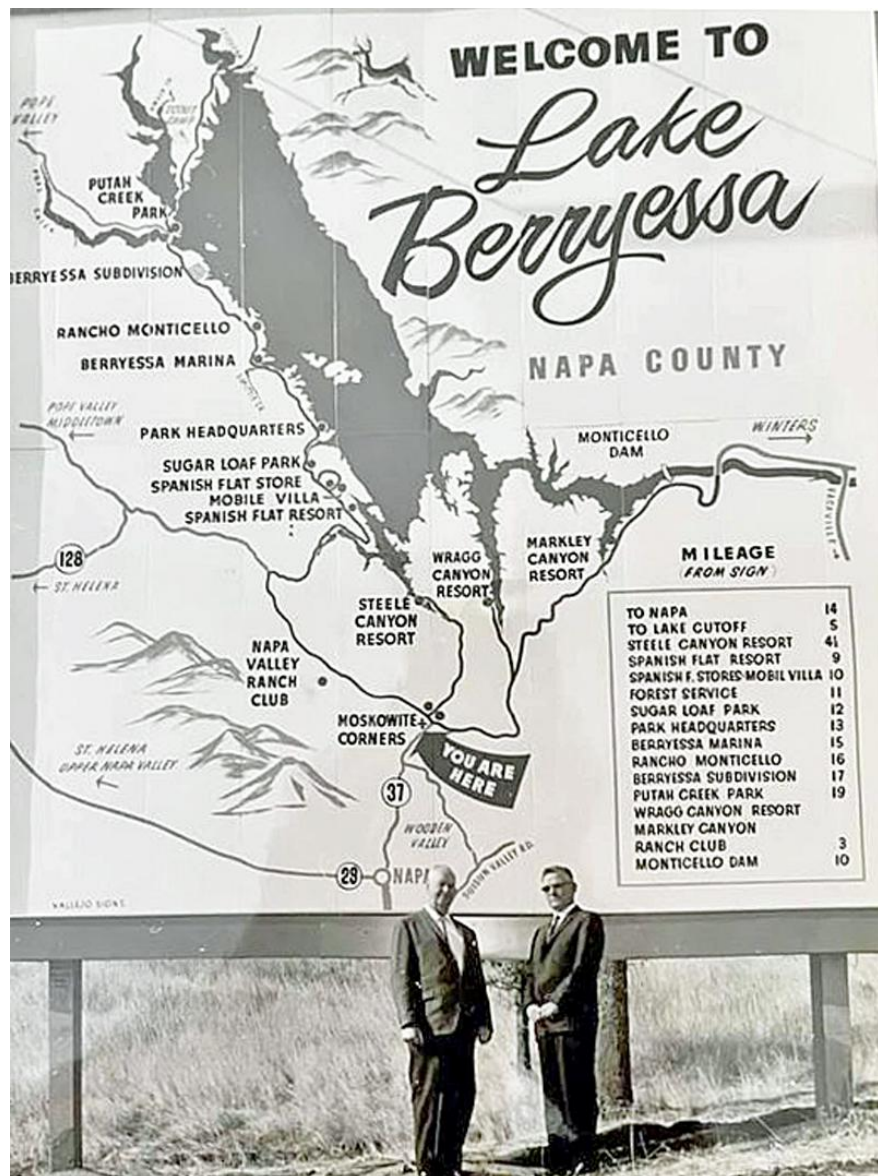 WELCOME TO
Lake
Berryessa
NAPA COUNTY
POPE
VALLEY
PUTAH
CREEK
PARK
BERRYESSA SUBDIVISION
RANCHO MONTICELLO
BERRYESSA MARINA
POPE VALLEY
MIDDLETOWN
PARK HEADQUARTERS
SUGAR LOAF PARK
SPANISH FLAT STORE
MOBILE VILLA
SPANISH FLAT RESORT
128
ST. HELENA
MONTICELLO
DAM
WINTERS
VACAVILLE
WRAGG
CANYON
RESORT
MARKLEY
CANYON
RESORT
STEELE
CANYON
RESORT
NAPA
VALLEY
RANCH
CLUB
MOSKOWITE
CORNERS
YOU ARE
HERE
ST. HELENA
UPPER NAPA VALLEY
37
WOODEN
VALLEY
SUISUN VALLEY RD.
29
NAPA
VALLEJO SIGNS
MILEAGE
(FROM SIGN)
TO NAPA 14
TO LAKE CUTOFF 5
STEELE CANYON RESORT 4½
SPANISH FLAT RESORT 9
SPANISH F. STORES-MOBIL VILLA 10
FOREST SERVICE 11
SUGAR LOAF PARK 12
PARK HEADQUARTERS 13
BERRYESSA MARINA 15
RANCHO MONTICELLO 16
BERRYESSA SUBDIVISION 17
PUTAH CREEK PARK 19
WRAGG CANYON RESORT
MARKLEY CANYON
RANCH CLUB 3
MONTICELLO DAM 10